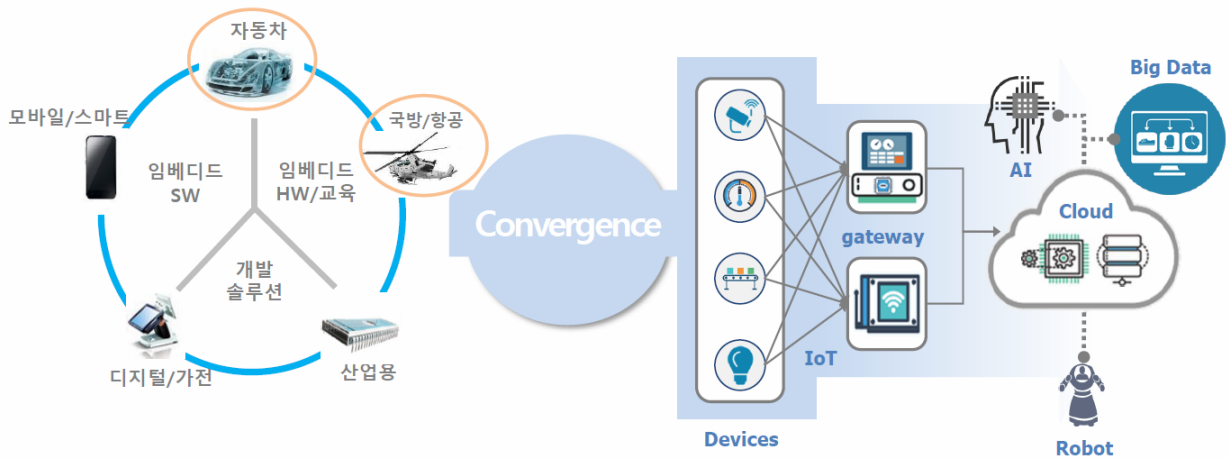 자동차
모바일/스마트
국방/항공
임베디드
SW
임베디드
HW/교육
개발
솔루션
디지털/가전
산업용
Convergence
Devices
gateway
IoT
AI
Big Data
Cloud
Robot